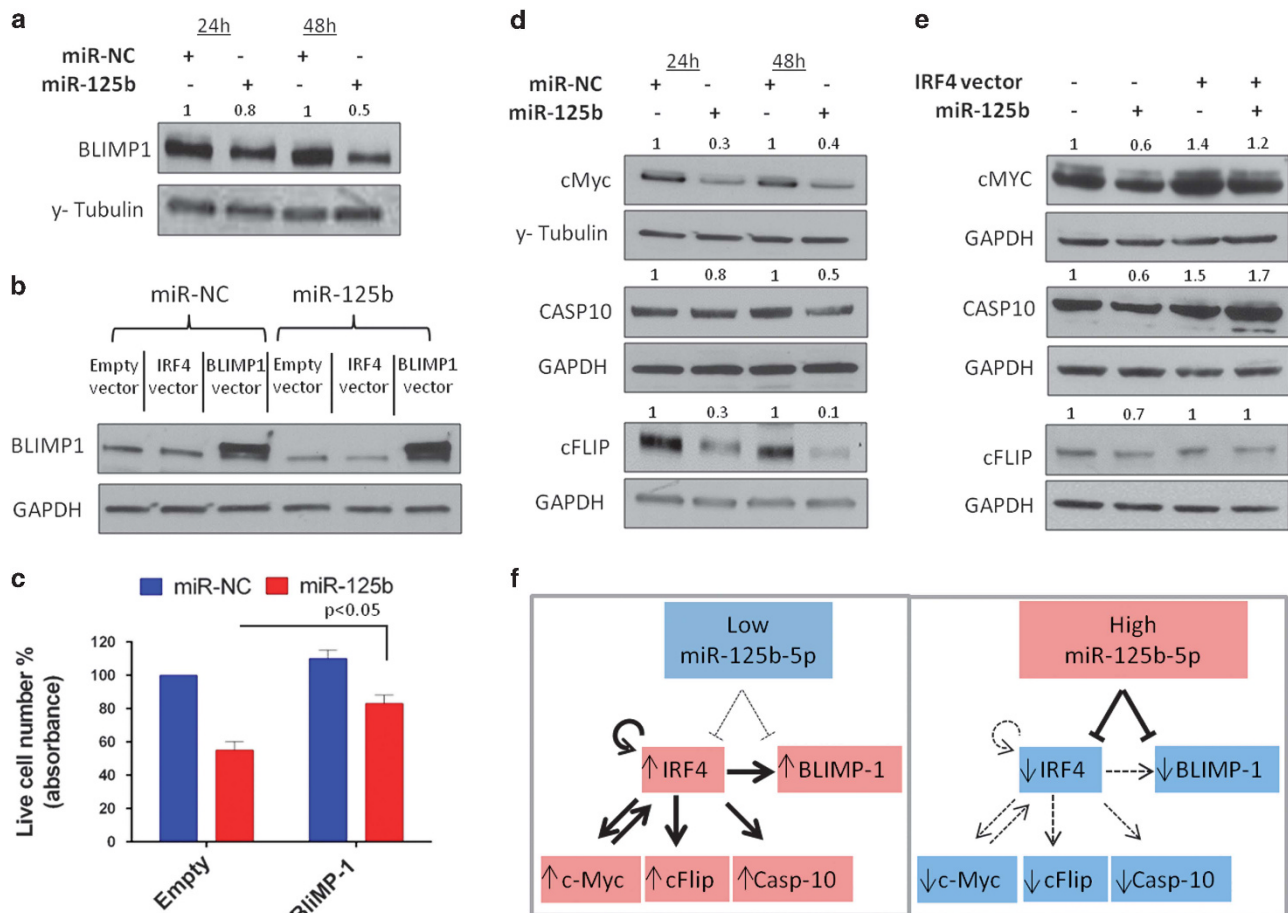 a
24h 48h
miR-NC + - + -
miR-125b - + - +
1 0.8 1 0.5
BLIMP1
y- Tubulin
b
miR-NC miR-125b
Empty vector IRF4 vector BLIMP1 vector Empty vector IRF4 vector BLIMP1 vector
BLIMP1
GAPDH
c
miR-NC miR-125b
p<0.05
Live cell number %
(absorbance)
120
100
80
60
40
20
0
Empty
BliMP-1
d
24h 48h
miR-NC + - + -
miR-125b - + - +
1 0.3 1 0.4
cMyc
y- Tubulin
1 0.8 1 0.5
CASP10
GAPDH
1 0.3 1 0.1
cFLIP
GAPDH
e
IRF4 vector - - + +
miR-125b - + - +
1 0.6 1.4 1.2
cMYC
GAPDH
1 0.6 1.5 1.7
CASP10
GAPDH
1 0.7 1 1
cFLIP
GAPDH
f
Low
miR-125b-5p
↑IRF4 ↑BLIMP-1
↑c-Myc ↑cFlip ↑Casp-10
High
miR-125b-5p
↓IRF4 ↓BLIMP-1
↓c-Myc ↓cFlip ↓Casp-10